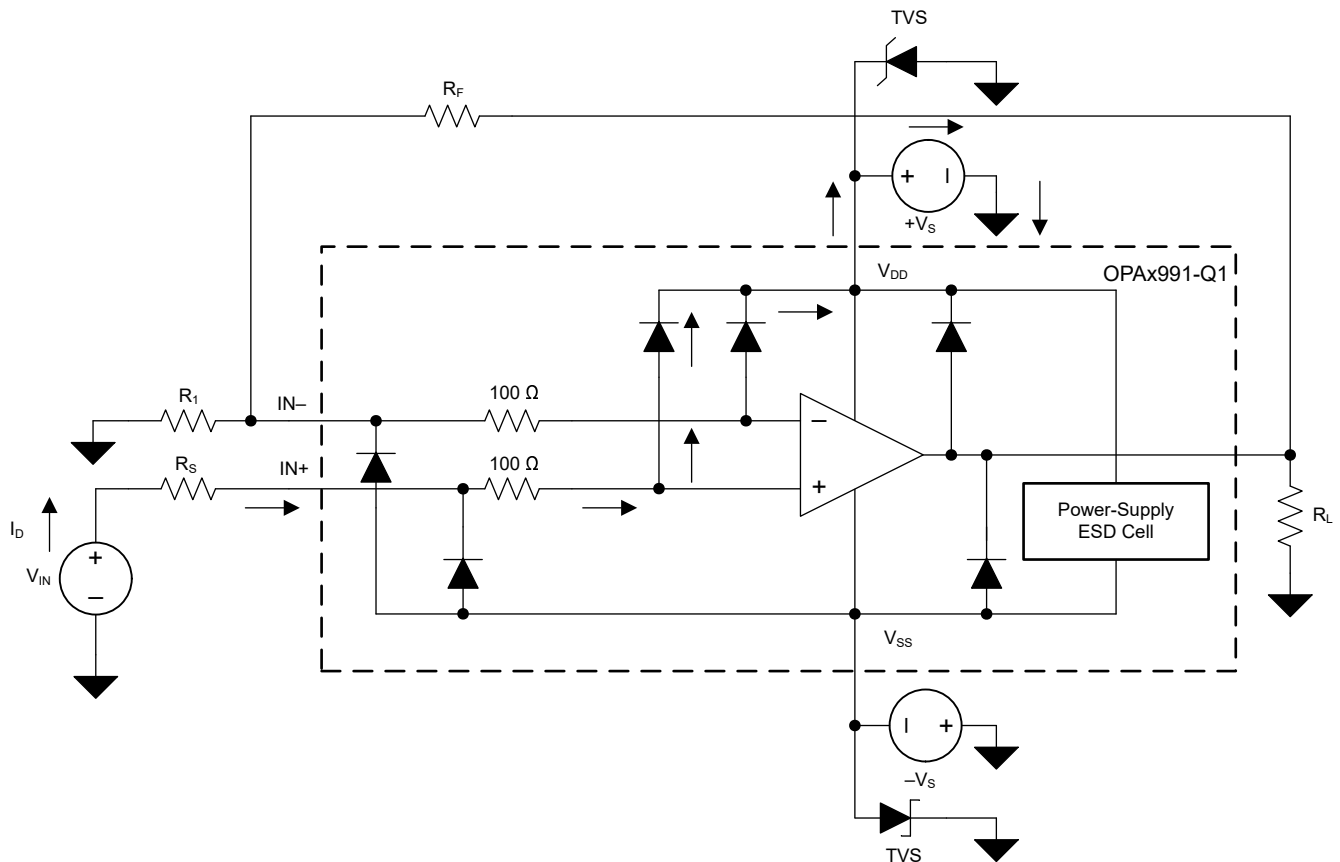 TVS
R_F
+ –
+V_S
V_DD
OPAx991-Q1
R_1
IN–
100 Ω
–
R_S
IN+
100 Ω
+
Power-Supply
ESD Cell
R_L
I_D
+
V_IN
–
V_SS
– +
–V_S
TVS